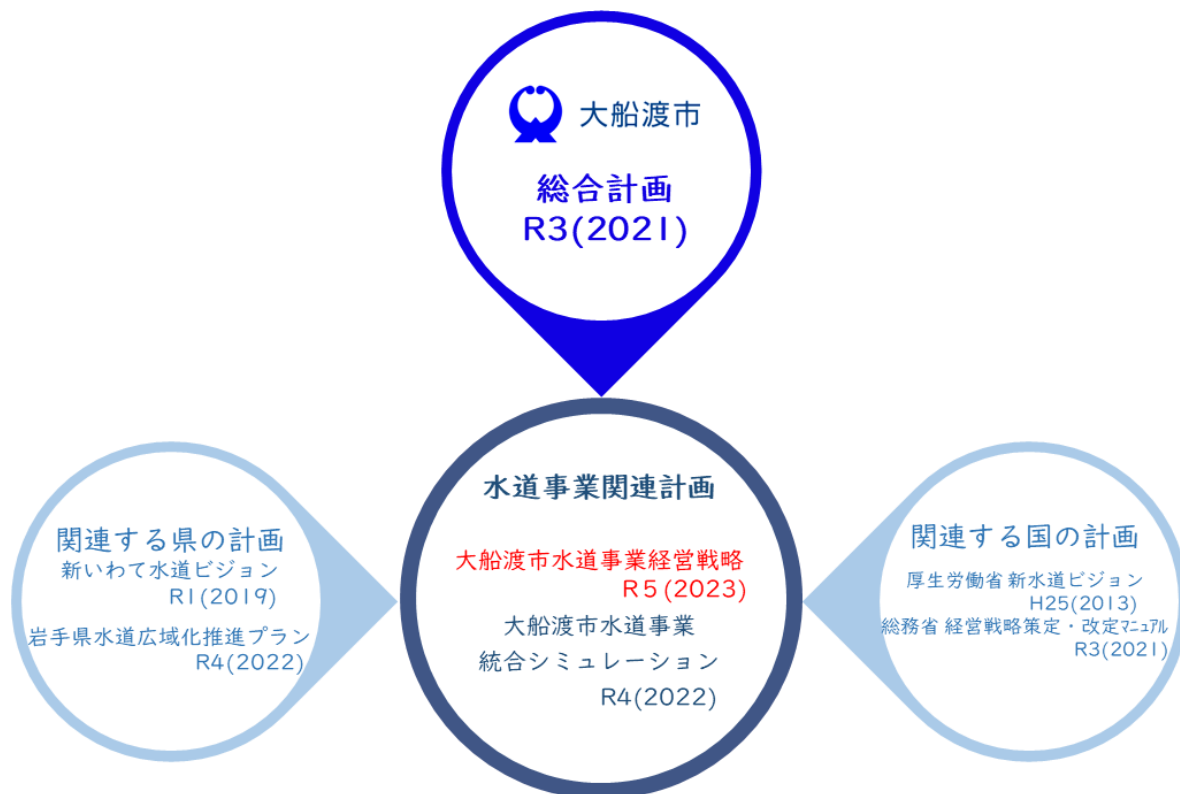 大船渡市
総合計画
R3(2021)
水道事業関連計画
大船渡市水道事業経営戦略
R5(2023)
大船渡市水道事業
統合シミュレーション
R4(2022)
関連する県の計画
新いわて水道ビジョン
R1(2019)
岩手県水道広域化推進プラン
R4(2022)
関連する国の計画
厚生労働省 新水道ビジョン
H25(2013)
総務省 経営戦略策定・改定マニュアル
R3(2021)